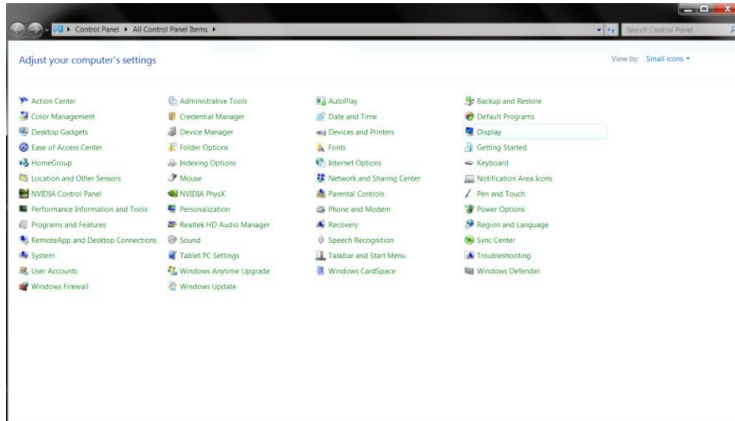 Control Panel ▸ All Control Panel Items ▸ Search Control Panel
Adjust your computer's settings View by: Small icons
Action Center Administrative Tools AutoPlay Backup and Restore
Color Management Credential Manager Date and Time Default Programs
Desktop Gadgets Device Manager Devices and Printers Display
Ease of Access Center Folder Options Fonts Getting Started
HomeGroup Indexing Options Internet Options Keyboard
Location and Other Sensors Mouse Network and Sharing Center Notification Area Icons
NVIDIA Control Panel NVIDIA PhysX Parental Controls Pen and Touch
Performance Information and Tools Personalization Phone and Modem Power Options
Programs and Features Realtek HD Audio Manager Recovery Region and Language
RemoteApp and Desktop Connections Sound Speech Recognition Sync Center
System Tablet PC Settings Taskbar and Start Menu Troubleshooting
User Accounts Windows Anytime Upgrade Windows CardSpace Windows Defender
Windows Firewall Windows Update